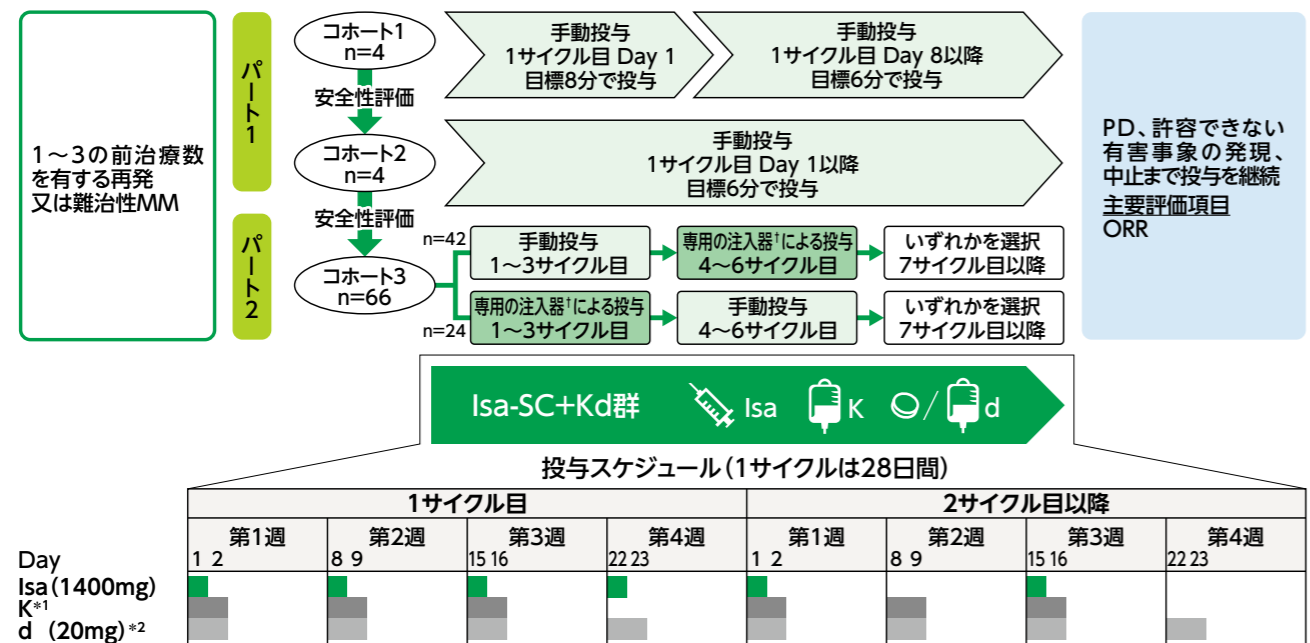 1～3の前治療数
を有する再発
又は難治性MM
パート1
パート2
コホート1
n=4
安全性評価
コホート2
n=4
安全性評価
コホート3
n=66
手動投与
1サイクル目 Day 1
目標8分で投与
手動投与
1サイクル目 Day 8以降
目標6分で投与
手動投与
1サイクル目 Day 1以降
目標6分で投与
n=42
手動投与
1～3サイクル目
専用の注入器†による投与
4～6サイクル目
いずれかを選択
7サイクル目以降
n=24
専用の注入器†による投与
1～3サイクル目
手動投与
4～6サイクル目
いずれかを選択
7サイクル目以降
PD、許容できない
有害事象の発現、
中止まで投与を継続
主要評価項目
ORR
Isa-SC+Kd群 Isa K / d
投与スケジュール（1サイクルは28日間）
1サイクル目 2サイクル目以降
第1週 第2週 第3週 第4週 第1週 第2週 第3週 第4週
Day 1 2 8 9 15 16 22 23 1 2 8 9 15 16 22 23
Isa（1400mg）
K*1
d （20mg）*2